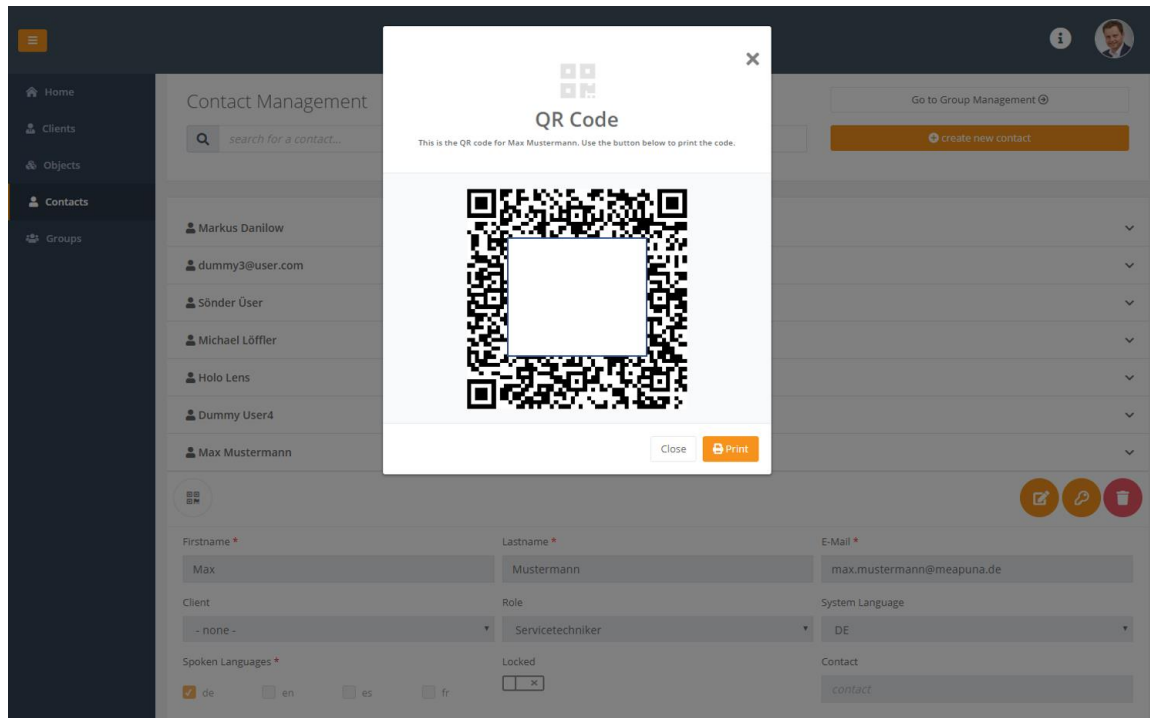 Home
Clients
Objects
Contacts
Groups
Contact Management
Go to Group Management
search for a contact...
create new contact
QR Code
This is the QR code for Max Mustermann. Use the button below to print the code.
Markus Danilow
dummy3@user.com
Sönder Üser
Michael Löffler
Holo Lens
Dummy User4
Max Mustermann
Close Print
Firstname * Lastname * E-Mail *
Max Mustermann max.mustermann@meapuna.de
Client Role System Language
- none - Servicetechniker DE
Spoken Languages * Locked Contact
de en es fr contact